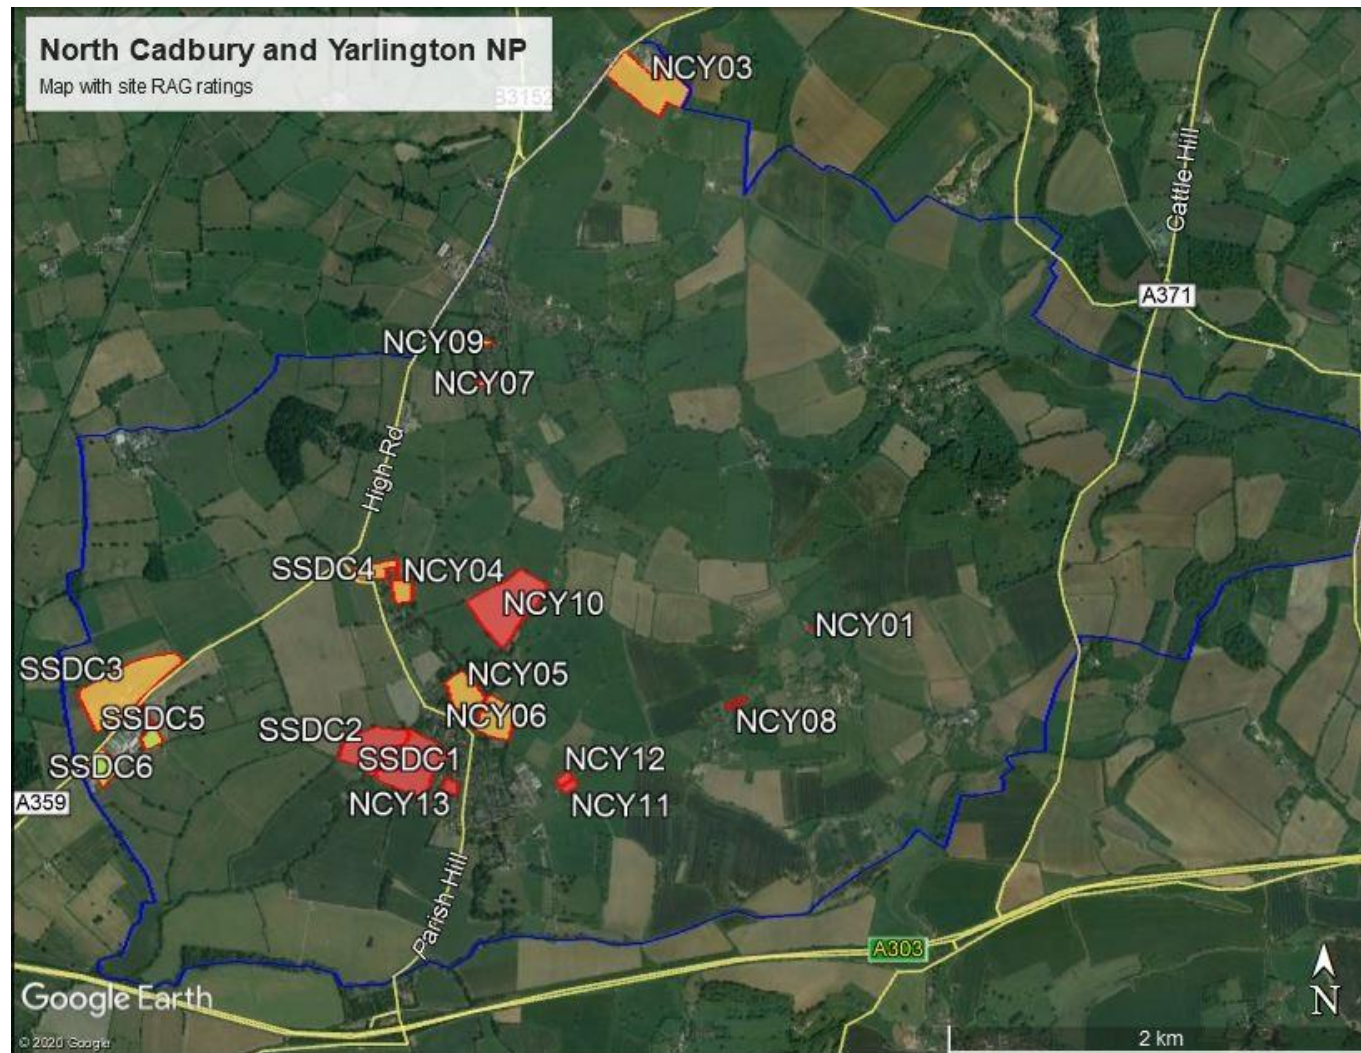 North Cadbury and Yarlington NP
Map with site RAG ratings
B3152
NCY03
Cattle Hill
A371
NCY09
NCY07
High Rd
SSDC4
NCY04
NCY10
NCY01
SSDC3
NCY05
SSDC5
NCY06
NCY08
SSDC2
SSDC1
SSDC6
NCY12
A359
NCY13
NCY11
Parish Hill
A303
Google Earth
N
© 2020 Google
2 km